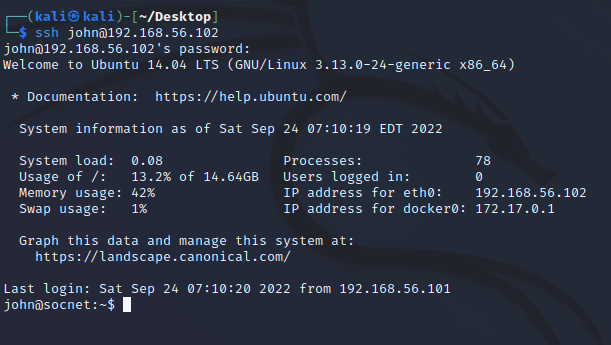 ┌──(kali㉿kali)-[~/Desktop]
└─$ ssh john@192.168.56.102
john@192.168.56.102's password:
Welcome to Ubuntu 14.04 LTS (GNU/Linux 3.13.0-24-generic x86_64)
* Documentation:  https://help.ubuntu.com/
System information as of Sat Sep 24 07:10:19 EDT 2022
System load:  0.08              Processes:              78
Usage of /:   13.2% of 14.64GB   Users logged in:        0
Memory usage: 42%               IP address for eth0:    192.168.56.102
Swap usage:   1%                IP address for docker0: 172.17.0.1
Graph this data and manage this system at:
https://landscape.canonical.com/
Last login: Sat Sep 24 07:10:20 2022 from 192.168.56.101
john@socnet:~$